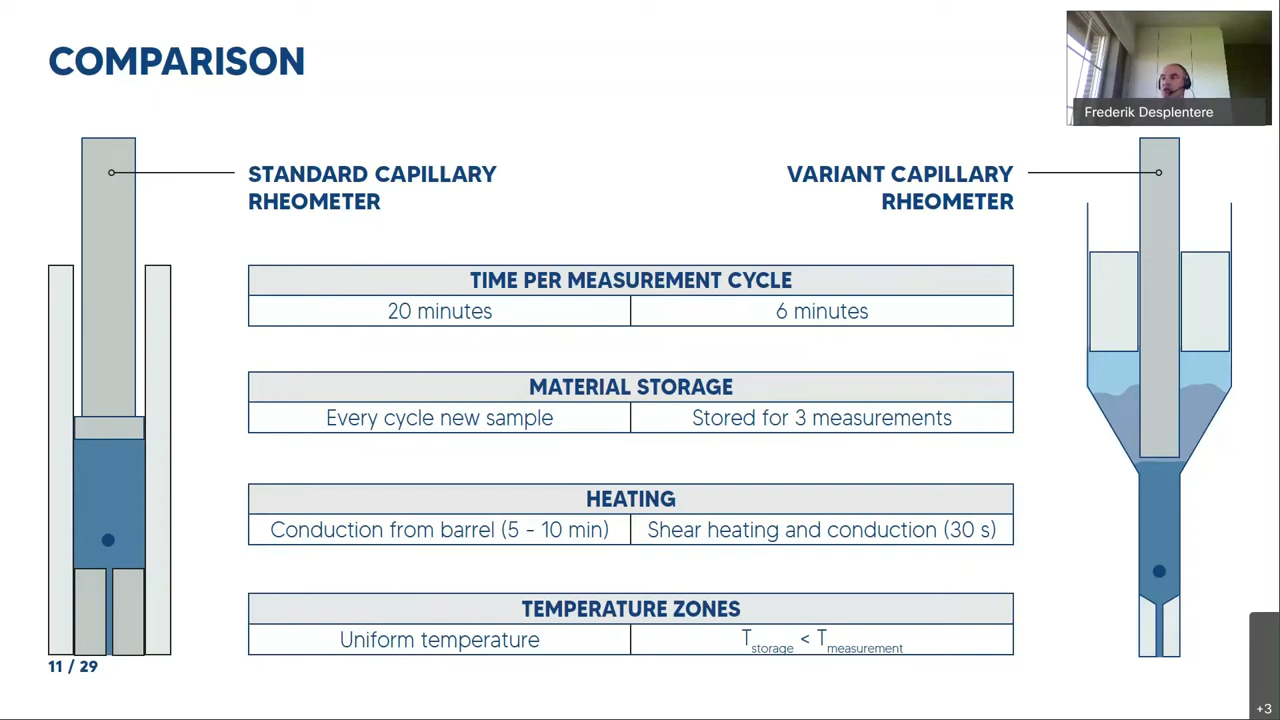 COMPARISON
Frederik Desplentere
STANDARD CAPILLARY
RHEOMETER
VARIANT CAPILLARY
RHEOMETER
TIME PER MEASUREMENT CYCLE
20 minutes
6 minutes
MATERIAL STORAGE
Every cycle new sample
Stored for 3 measurements
HEATING
Conduction from barrel (5 - 10 min)
Shear heating and conduction (30 s)
TEMPERATURE ZONES
Uniform temperature
Tstorage < Tmeasurement
11 / 29
+3